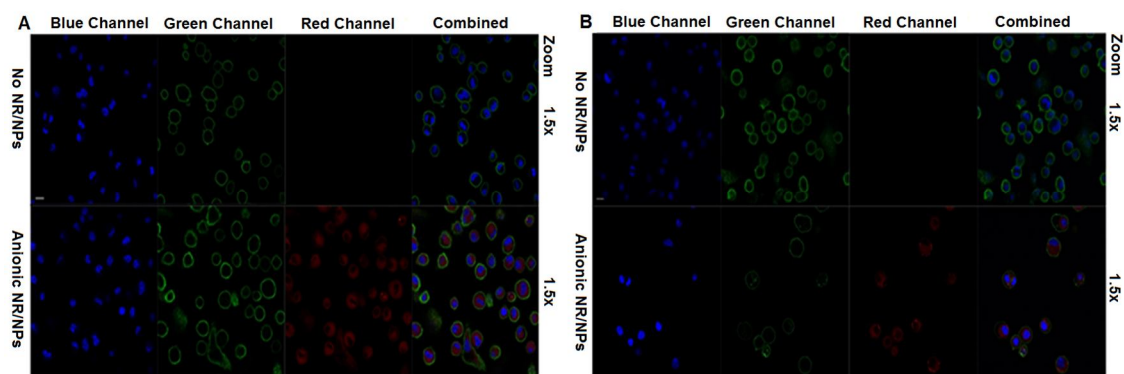 A
Blue Channel Green Channel Red Channel Combined
Zoom
No NR/NPs
1.5x
Anionic NR/NPs
1.5x
B
Blue Channel Green Channel Red Channel Combined
Zoom
No NR/NPs
1.5x
Anionic NR/NPs
1.5x